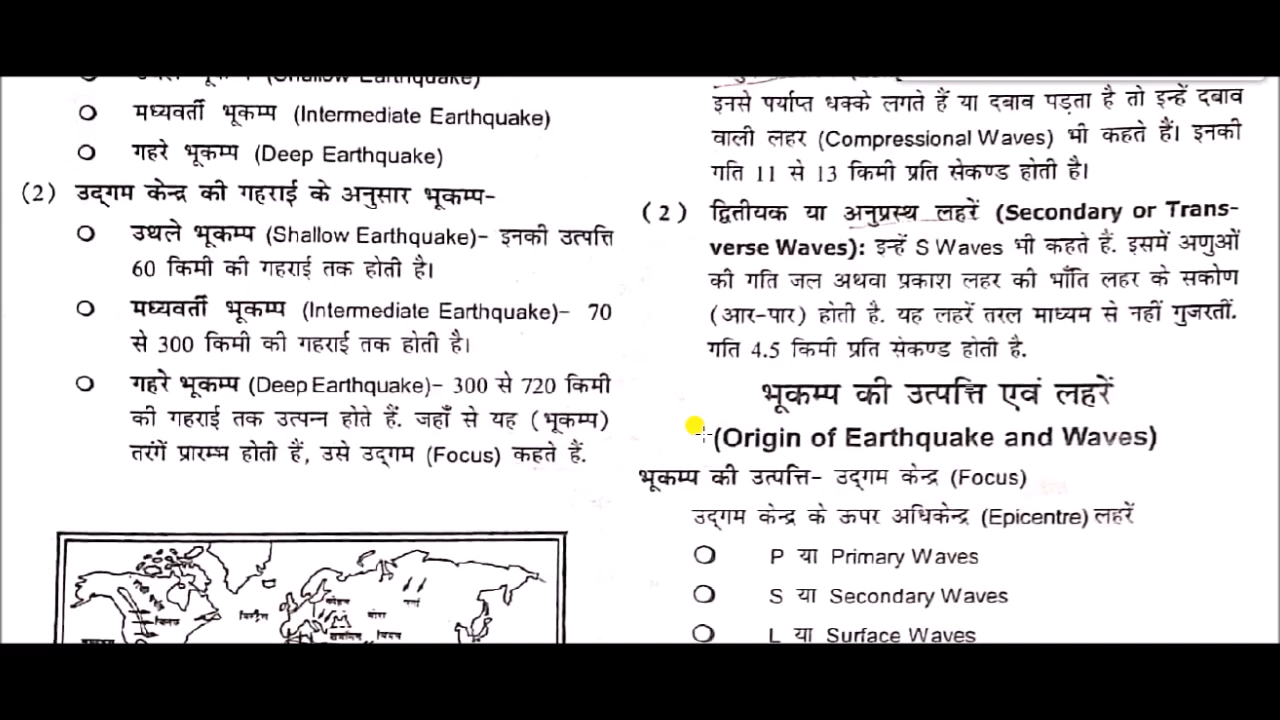 (Shallow Earthquake)
मध्यवर्ती भूकम्प (Intermediate Earthquake)
गहरे भूकम्प (Deep Earthquake)
(2) उद्गम केन्द्र की गहराई के अनुसार भूकम्प-
उथले भूकम्प (Shallow Earthquake)- इनकी उत्पत्ति
60 किमी की गहराई तक होती है।
मध्यवर्ती भूकम्प (Intermediate Earthquake)- 70
से 300 किमी की गहराई तक होती है।
गहरे भूकम्प (Deep Earthquake)- 300 से 720 किमी
की गहराई तक उत्पन्न होते हैं. जहाँ से यह (भूकम्प)
तरंगें प्रारम्भ होती हैं, उसे उद्गम (Focus) कहते हैं.
इनसे पर्याप्त धक्के लगते हैं या दबाव पड़ता है तो इन्हें दबाव
वाली लहर (Compressional Waves) भी कहते हैं। इनकी
गति 11 से 13 किमी प्रति सेकण्ड होती है।
(2) द्वितीयक या अनुप्रस्थ लहरें (Secondary or Trans-
verse Waves): इन्हें S Waves भी कहते हैं. इसमें अणुओं
की गति जल अथवा प्रकाश लहर की भाँति लहर के सकोण
(आर-पार) होती है. यह लहरें तरल माध्यम से नहीं गुजरतीं.
गति 4.5 किमी प्रति सेकण्ड होती है.
भूकम्प की उत्पत्ति एवं लहरें
(Origin of Earthquake and Waves)
भूकम्प की उत्पत्ति- उद्गम केन्द्र (Focus)
उद्गम केन्द्र के ऊपर अधिकेन्द्र (Epicentre) लहरें
P या Primary Waves
S या Secondary Waves
L या Surface Waves